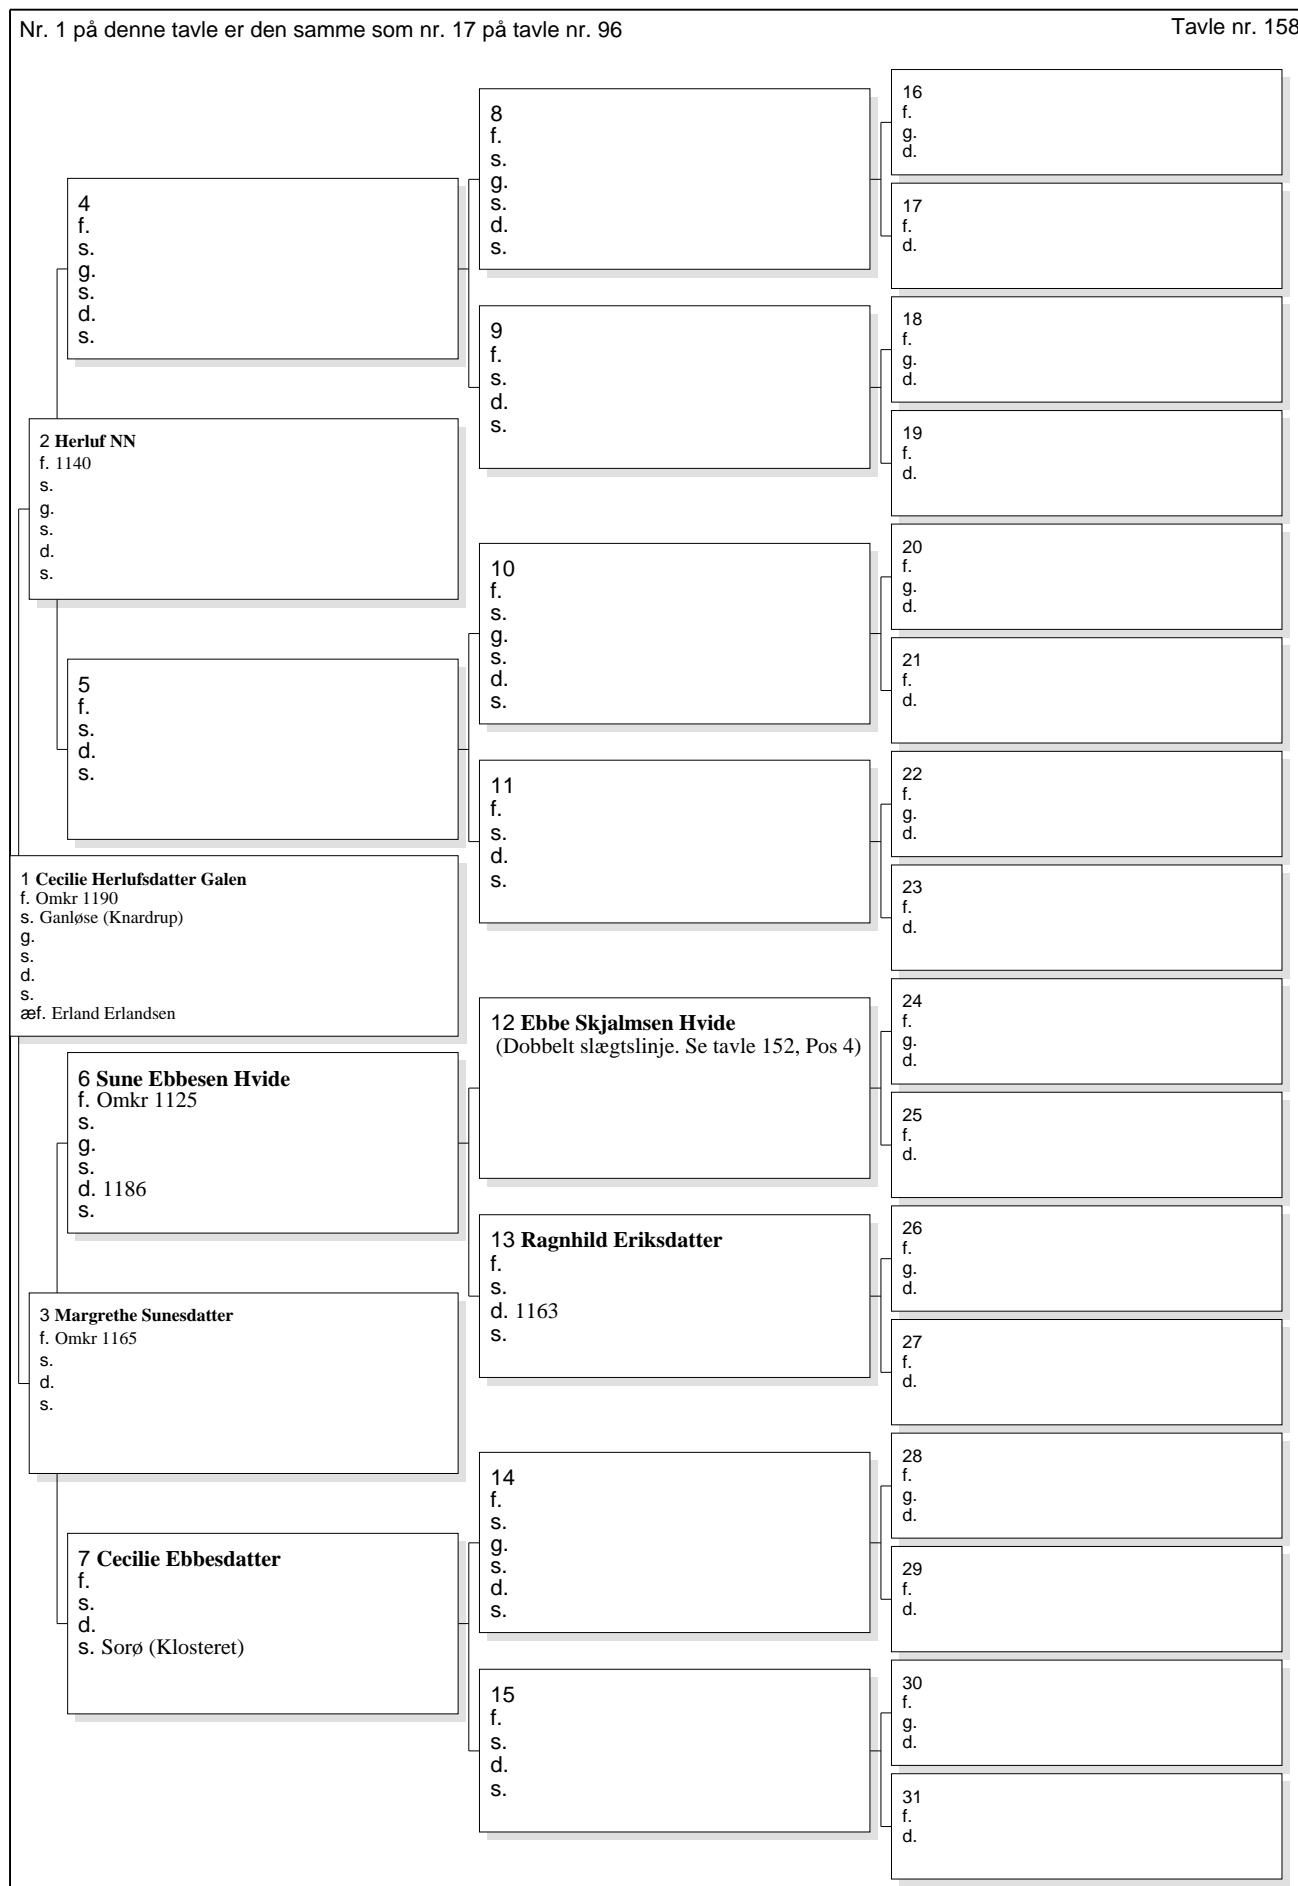 Nr. 1 på denne tavle er den samme som nr. 17 på tavle nr. 96
Tavle nr. 158
1 Cecilie Herlufsdatter Galen
f. Omkr 1190
s. Ganløse (Knardrup)
g.
s.
d.
s.
æf. Erland Erlandsen
2 Herluf NN
f. 1140
s.
g.
s.
d.
s.
3 Margrethe Sunesdatter
f. Omkr 1165
s.
d.
s.
4
f.
s.
g.
s.
d.
s.
5
f.
s.
d.
s.
6 Sune Ebbesen Hvide
f. Omkr 1125
s.
g.
s.
d. 1186
s.
7 Cecilie Ebbesdatter
f.
s.
d.
s. Sorø (Klosteret)
8
f.
s.
g.
s.
d.
s.
9
f.
s.
d.
s.
10
f.
s.
g.
s.
d.
s.
11
f.
s.
d.
s.
12 Ebbe Skjalmsen Hvide
(Dobbelt slægtslinje. Se tavle 152, Pos 4)
13 Ragnhild Eriksdatter
f.
s.
d. 1163
s.
14
f.
s.
g.
s.
d.
s.
15
f.
s.
d.
s.
16
f.
g.
d.
17
f.
d.
18
f.
g.
d.
19
f.
d.
20
f.
g.
d.
21
f.
d.
22
f.
g.
d.
23
f.
d.
24
f.
g.
d.
25
f.
d.
26
f.
g.
d.
27
f.
d.
28
f.
g.
d.
29
f.
d.
30
f.
g.
d.
31
f.
d.